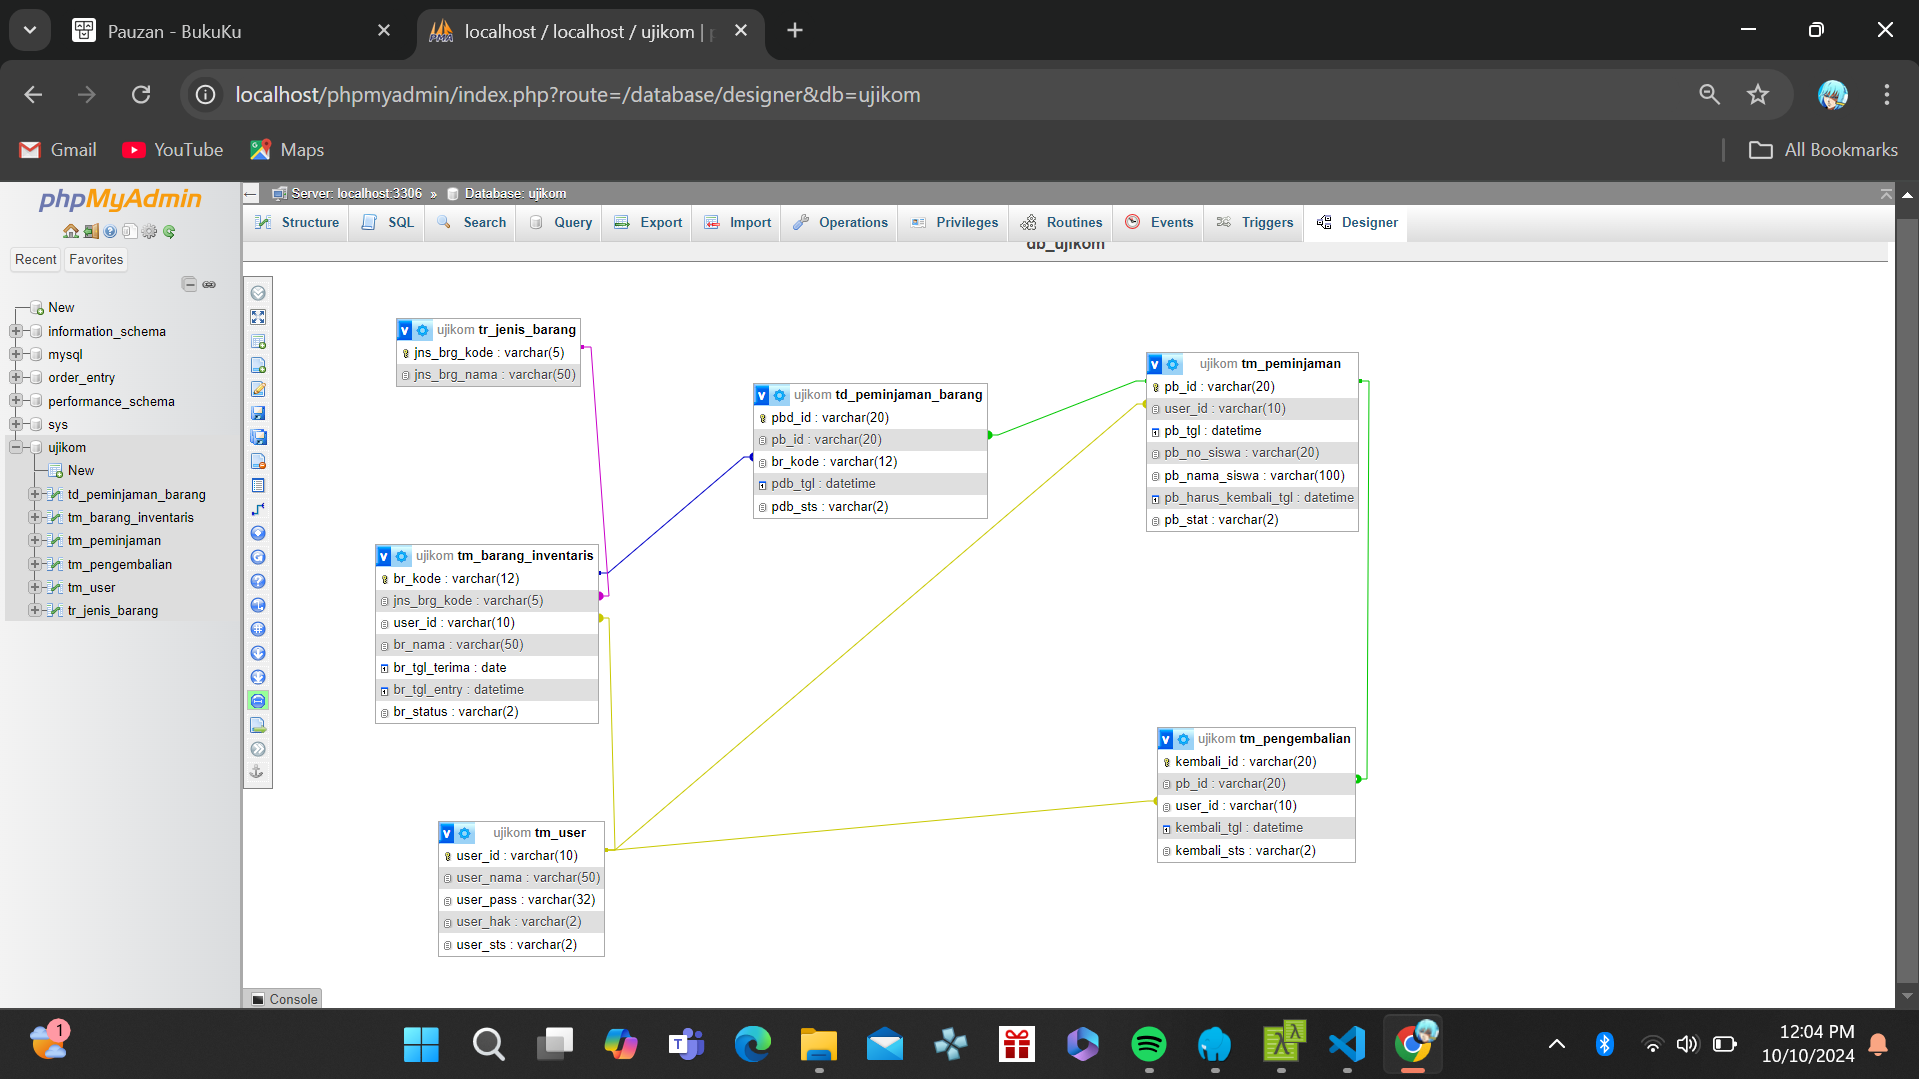 Pauzan - BukuKu
localhost / localhost / ujikom |
localhost/phpmyadmin/index.php?route=/database/designer&db=ujikom
Gmail
YouTube
Maps
All Bookmarks
phpMyAdmin
Recent
Favorites
New
information_schema
mysql
order_entry
performance_schema
sys
ujikom
New
td_peminjaman_barang
tm_barang_inventaris
tm_peminjaman
tm_pengembalian
tm_user
tr_jenis_barang
Server: localhost:3306 » Database: ujikom
Structure
SQL
Search
Query
Export
Import
Operations
Privileges
Routines
Events
Triggers
Designer
db_ujikom
ujikom tr_jenis_barang
jns_brg_kode : varchar(5)
jns_brg_nama : varchar(50)
ujikom td_peminjaman_barang
pbd_id : varchar(20)
pb_id : varchar(20)
br_kode : varchar(12)
pdb_tgl : datetime
pdb_sts : varchar(2)
ujikom tm_peminjaman
pb_id : varchar(20)
user_id : varchar(10)
pb_tgl : datetime
pb_no_siswa : varchar(20)
pb_nama_siswa : varchar(100)
pb_harus_kembali_tgl : datetime
pb_stat : varchar(2)
ujikom tm_barang_inventaris
br_kode : varchar(12)
jns_brg_kode : varchar(5)
user_id : varchar(10)
br_nama : varchar(50)
br_tgl_terima : date
br_tgl_entry : datetime
br_status : varchar(2)
ujikom tm_pengembalian
kembali_id : varchar(20)
pb_id : varchar(20)
user_id : varchar(10)
kembali_tgl : datetime
kembali_sts : varchar(2)
ujikom tm_user
user_id : varchar(10)
user_nama : varchar(50)
user_pass : varchar(32)
user_hak : varchar(2)
user_sts : varchar(2)
Console
1
12:04 PM
10/10/2024